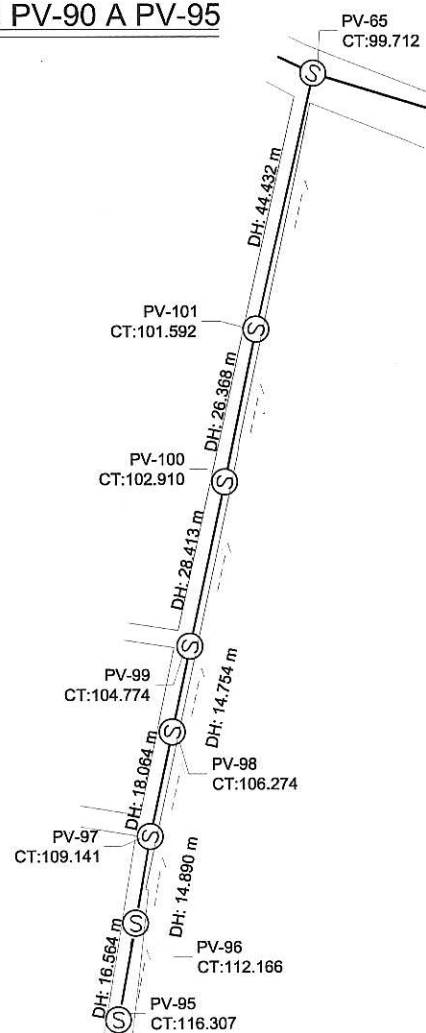 PV-90 A PV-95
PV-65
CT:99.712
DH: 44.432 m
PV-101
CT:101.592
DH: 26.368 m
PV-100
CT:102.910
DH: 28.413 m
PV-99
CT:104.774
DH: 14.754 m
PV-98
CT:106.274
DH: 18.064 m
PV-97
CT:109.141
DH: 14.890 m
PV-96
CT:112.166
DH: 16.564 m
PV-95
CT:116.307
S
S
S
S
S
S
S
S